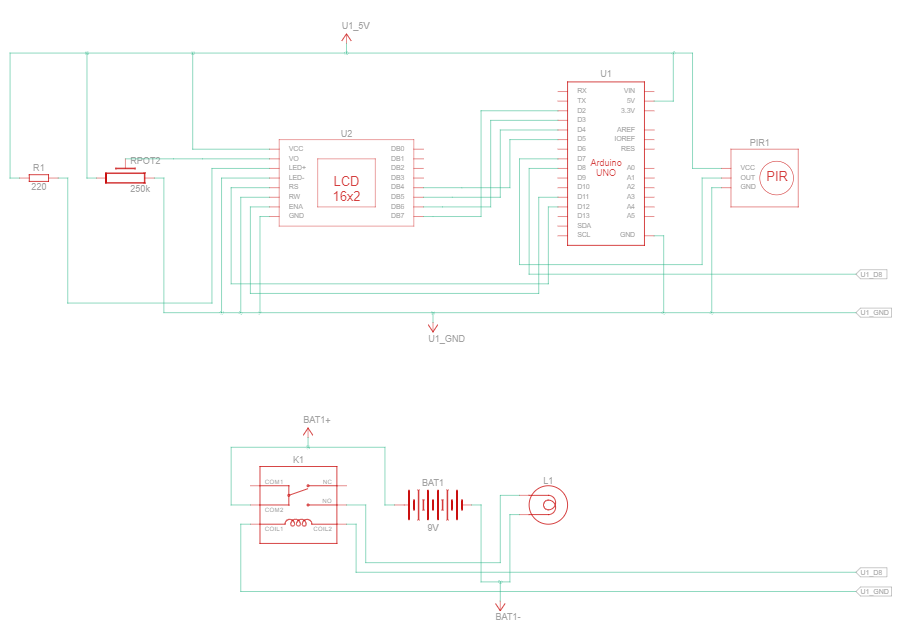 U1_5V
U1
RX VIN
TX 5V
D2 3.3V
D3
D4 AREF
D5 IOREF
D6 RES
D7
D8 A0
D9 A1
D10 A2
D11 A3
D12 A4
D13 A5
SDA
SCL GND
Arduino
UNO
U2
VCC DB0
VO DB1
LED+ DB2
LED- DB3
RS DB4
RW DB5
ENA DB6
GND DB7
LCD
16x2
PIR1
VCC
OUT
GND
PIR
R1
220
RPOT2
250k
U1_D8
U1_GND
U1_GND
BAT1+
K1
COM1 NC
COM2 NO
COIL1 COIL2
BAT1
9V
L1
U1_D8
U1_GND
BAT1-